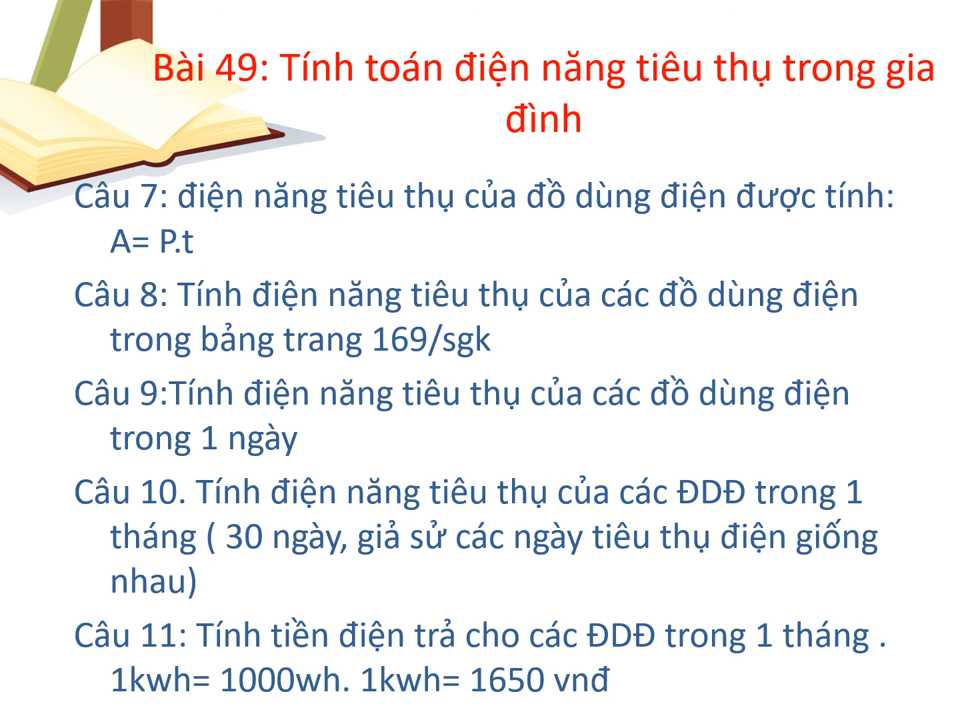 Bài 49: Tính toán điện năng tiêu thụ trong gia
đình
Câu 7: điện năng tiêu thụ của đồ dùng điện được tính:
A= P.t
Câu 8: Tính điện năng tiêu thụ của các đồ dùng điện
trong bảng trang 169/sgk
Câu 9:Tính điện năng tiêu thụ của các đồ dùng điện
trong 1 ngày
Câu 10. Tính điện năng tiêu thụ của các ĐDĐ trong 1
tháng ( 30 ngày, giả sử các ngày tiêu thụ điện giống
nhau)
Câu 11: Tính tiền điện trả cho các ĐDĐ trong 1 tháng .
1kwh= 1000wh. 1kwh= 1650 vnđ